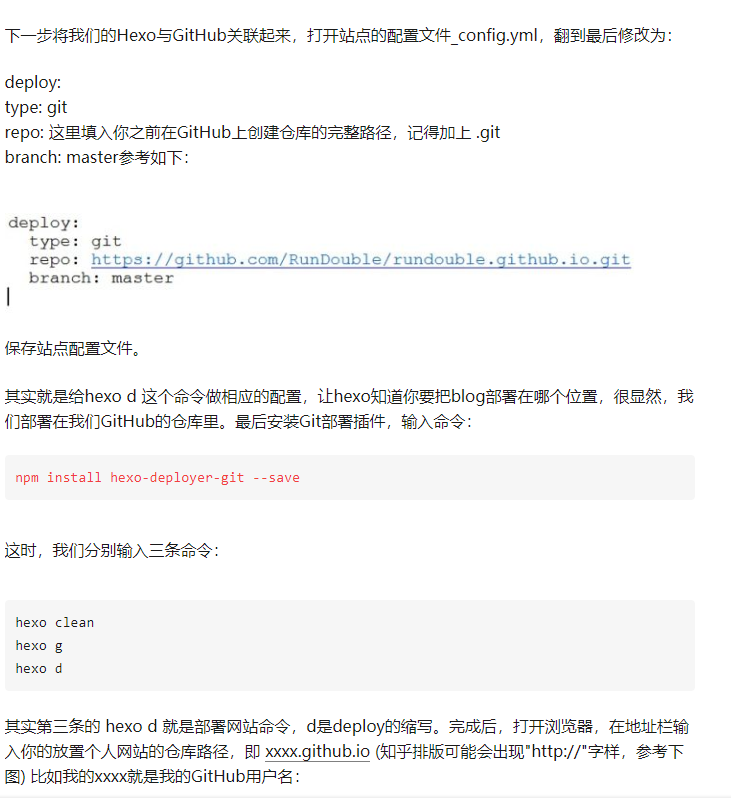 下一步将我们的Hexo与GitHub关联起来，打开站点的配置文件_config.yml，翻到最后修改为：
deploy:
type: git
repo: 这里填入你之前在GitHub上创建仓库的完整路径，记得加上 .git
branch: master参考如下：
deploy:
  type: git
  repo: https://github.com/RunDouble/rundouble.github.io.git
  branch: master
保存站点配置文件。
其实就是给hexo d 这个命令做相应的配置，让hexo知道你要把blog部署在哪个位置，很显然，我
们部署在我们GitHub的仓库里。最后安装Git部署插件，输入命令：
npm install hexo-deployer-git --save
这时，我们分别输入三条命令：
hexo clean
hexo g
hexo d
其实第三条的 hexo d 就是部署网站命令，d是deploy的缩写。完成后，打开浏览器，在地址栏输
入你的放置个人网站的仓库路径，即 xxxx.github.io (知乎排版可能会出现"http://"字样，参考下
图) 比如我的xxxx就是我的GitHub用户名：